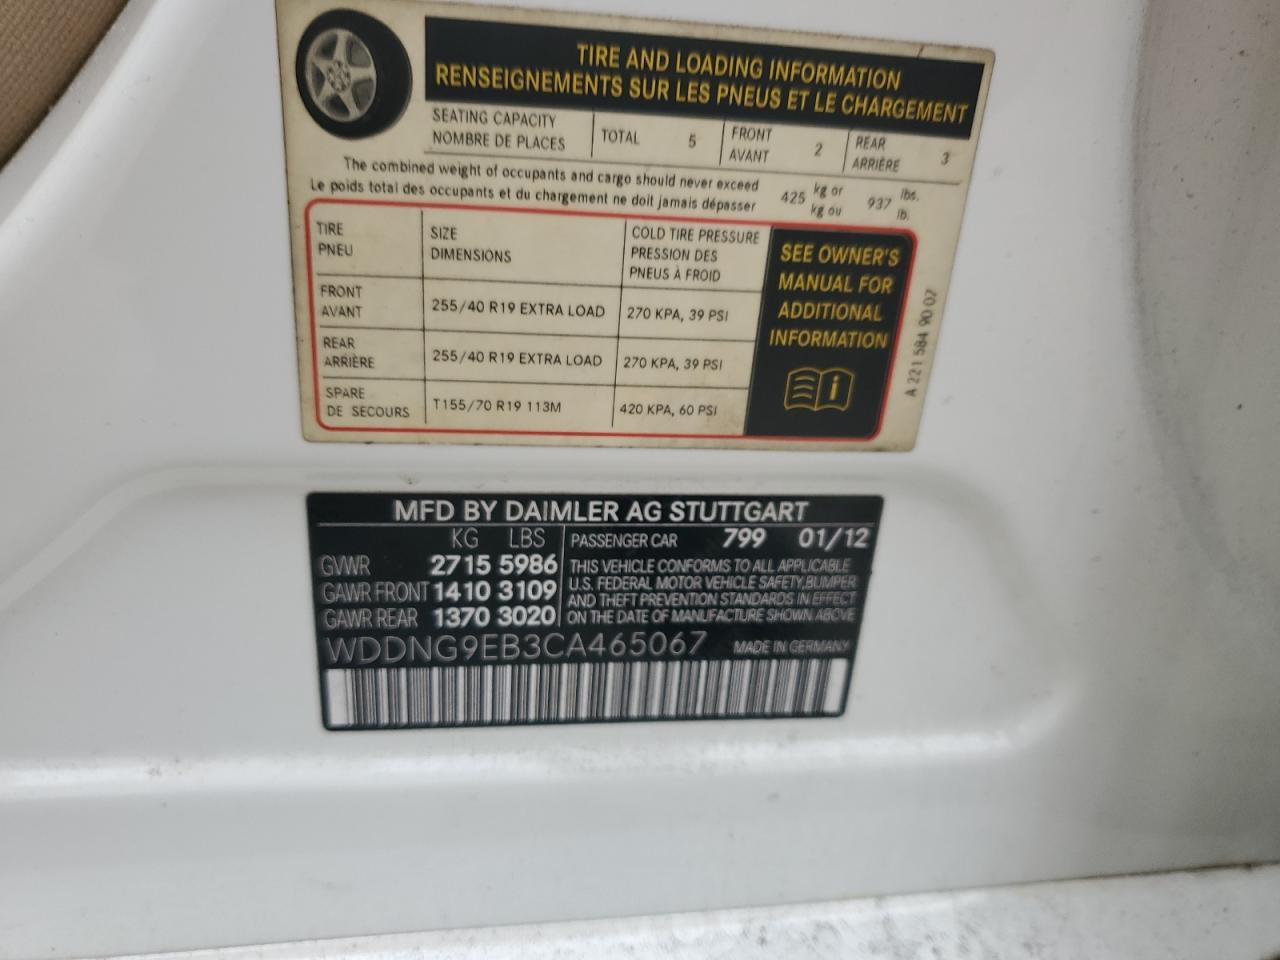 TIRE AND LOADING INFORMATION
RENSEIGNEMENTS SUR LES PNEUS ET LE CHARGEMENT
SEATING CAPACITY
NOMBRE DE PLACES
TOTAL 5
FRONT
AVANT 2
REAR
ARRIÈRE 3
The combined weight of occupants and cargo should never exceed
Le poids total des occupants et du chargement ne doit jamais dépasser
425 kg or
kg ou
937 lbs.
lb.
TIRE
PNEU
SIZE
DIMENSIONS
COLD TIRE PRESSURE
PRESSION DES
PNEUS À FROID
FRONT
AVANT
255/40 R19 EXTRA LOAD
270 KPA, 39 PSI
REAR
ARRIÈRE
255/40 R19 EXTRA LOAD
270 KPA, 39 PSI
SPARE
DE SECOURS
T155/70 R19 113M
420 KPA, 60 PSI
SEE OWNER'S
MANUAL FOR
ADDITIONAL
INFORMATION
i
A 221 584 90 07
MFD BY DAIMLER AG STUTTGART
KG LBS
GVWR 2715 5986
GAWR FRONT 1410 3109
GAWR REAR 1370 3020
PASSENGER CAR 799 01/12
THIS VEHICLE CONFORMS TO ALL APPLICABLE
U.S. FEDERAL MOTOR VEHICLE SAFETY,BUMPER
AND THEFT PREVENTION STANDARDS IN EFFECT
ON THE DATE OF MANUFACTURE SHOWN ABOVE
WDDNG9EB3CA465067 MADE IN GERMANY